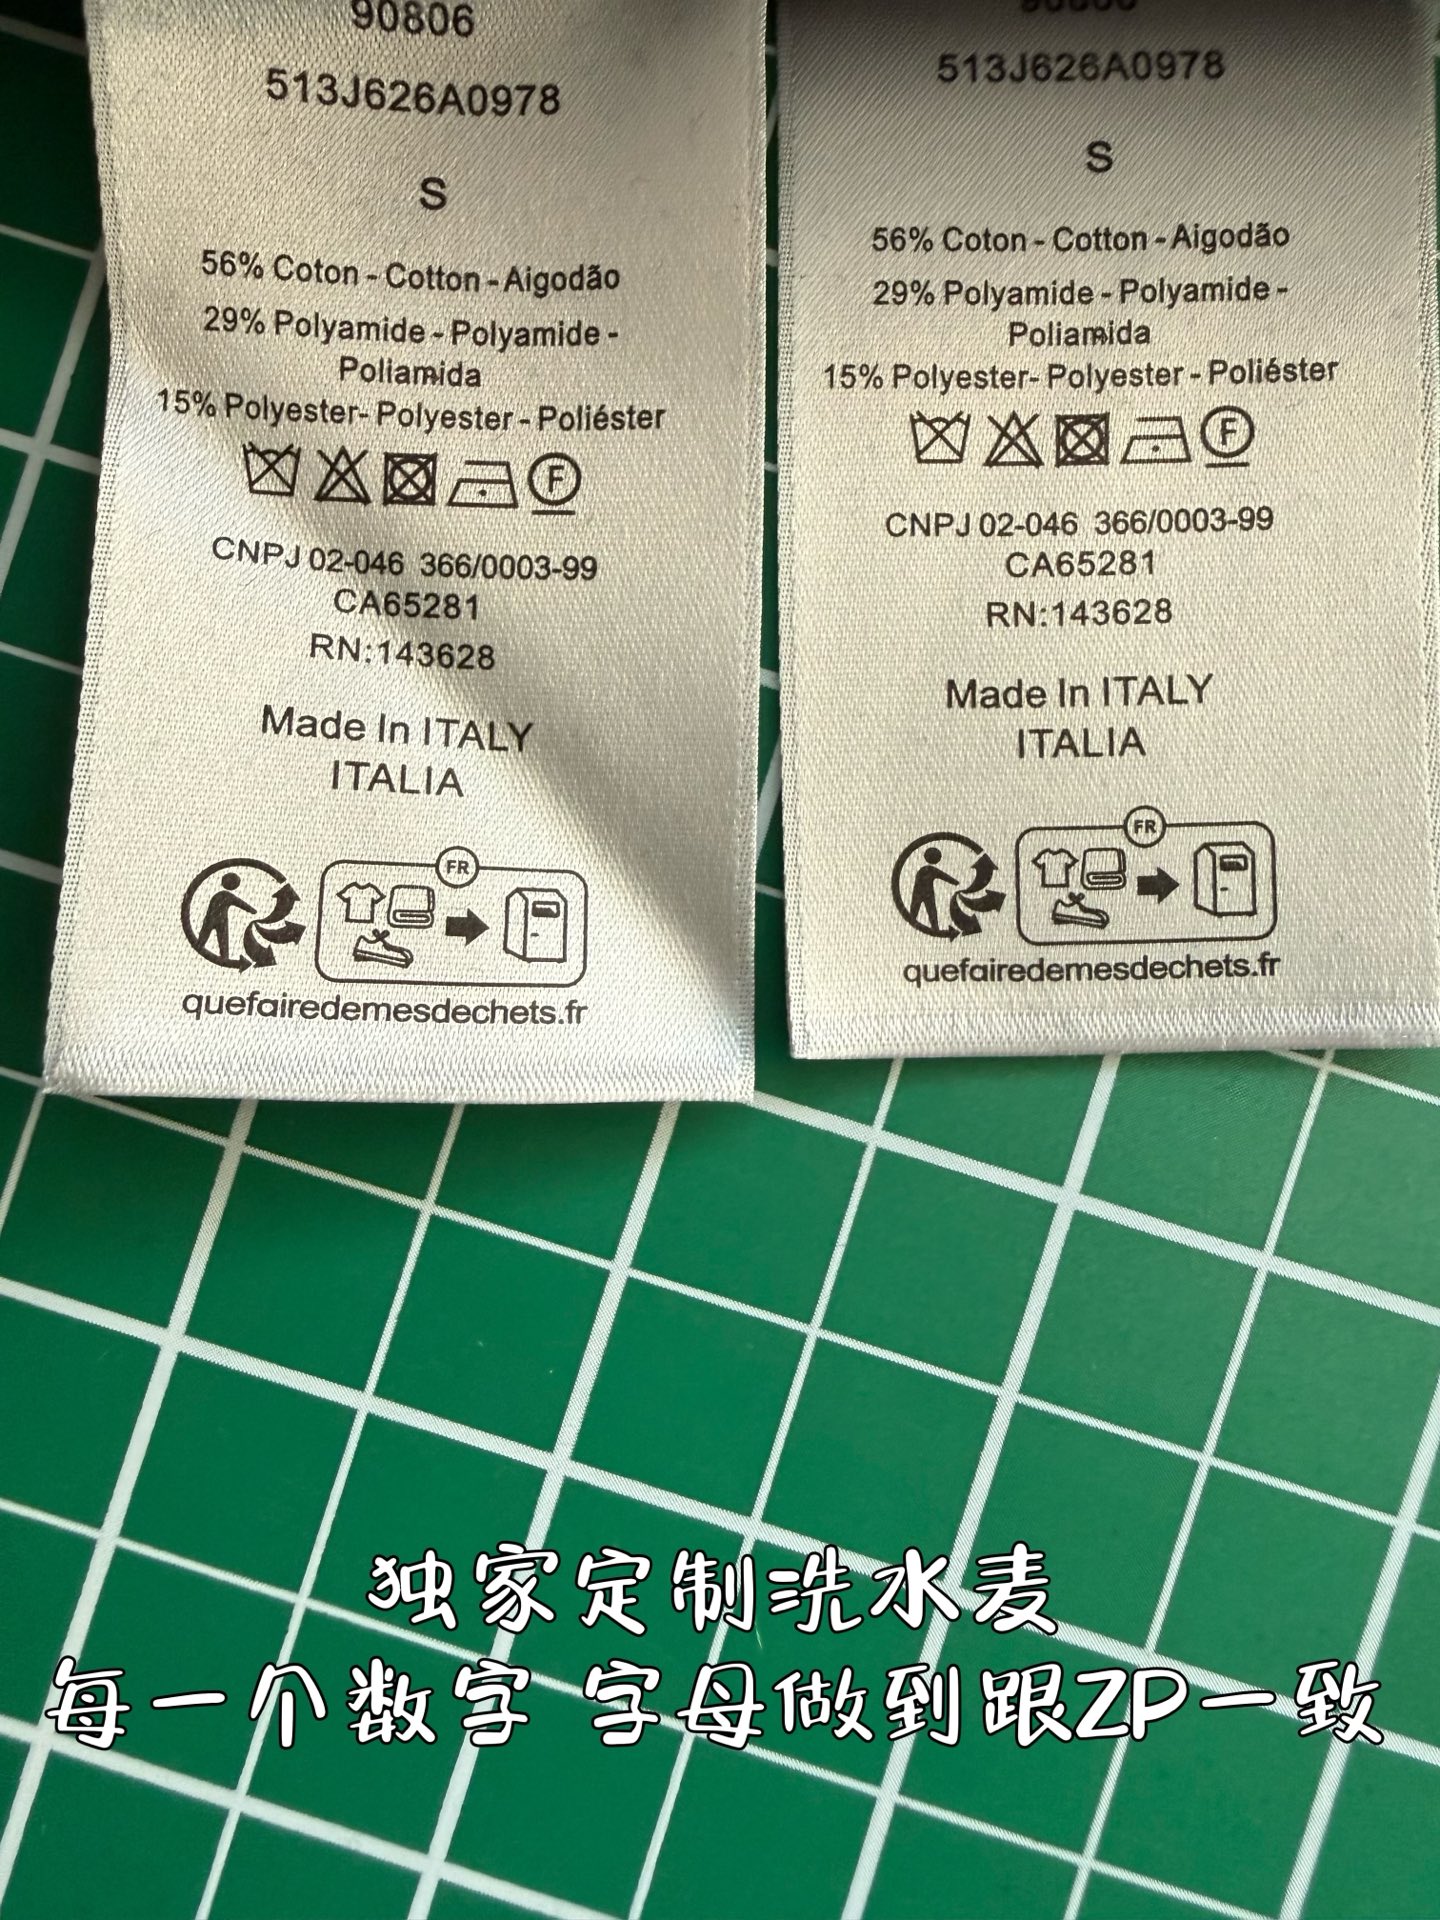 90806
513J626A0978
S
56% Coton - Cotton - Aigodão
29% Polyamide - Polyamide -
Poliamida
15% Polyester- Polyester - Poliéster
F
CNPJ 02-046 366/0003-99
CA65281
RN:143628
Made In ITALY
ITALIA
FR
quefairedemesdechets.fr
513J626A0978
S
56% Coton - Cotton - Aigodão
29% Polyamide - Polyamide -
Poliamida
15% Polyester- Polyester - Poliéster
F
CNPJ 02-046 366/0003-99
CA65281
RN:143628
Made In ITALY
ITALIA
FR
quefairedemesdechets.fr
独家定制洗水麦
每一个数字 字母做到跟ZP一致